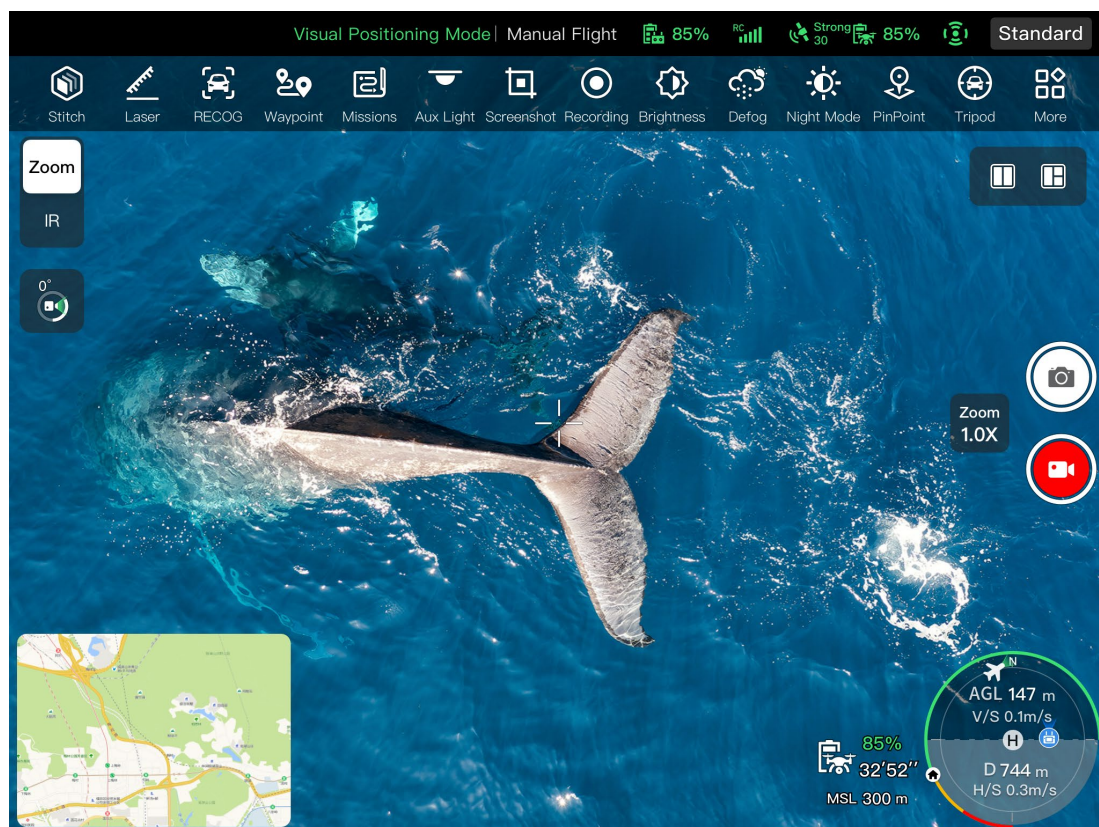 Visual Positioning Mode | Manual Flight 85% RC Strong 30 85% Standard
Stitch Laser RECOG Waypoint Missions Aux Light Screenshot Recording Brightness Defog Night Mode PinPoint Tripod More
Zoom
IR
0°
Zoom
1.0X
N
AGL 147 m
V/S 0.1m/s
H
D 744 m
H/S 0.3m/s
85%
32'52''
MSL 300 m